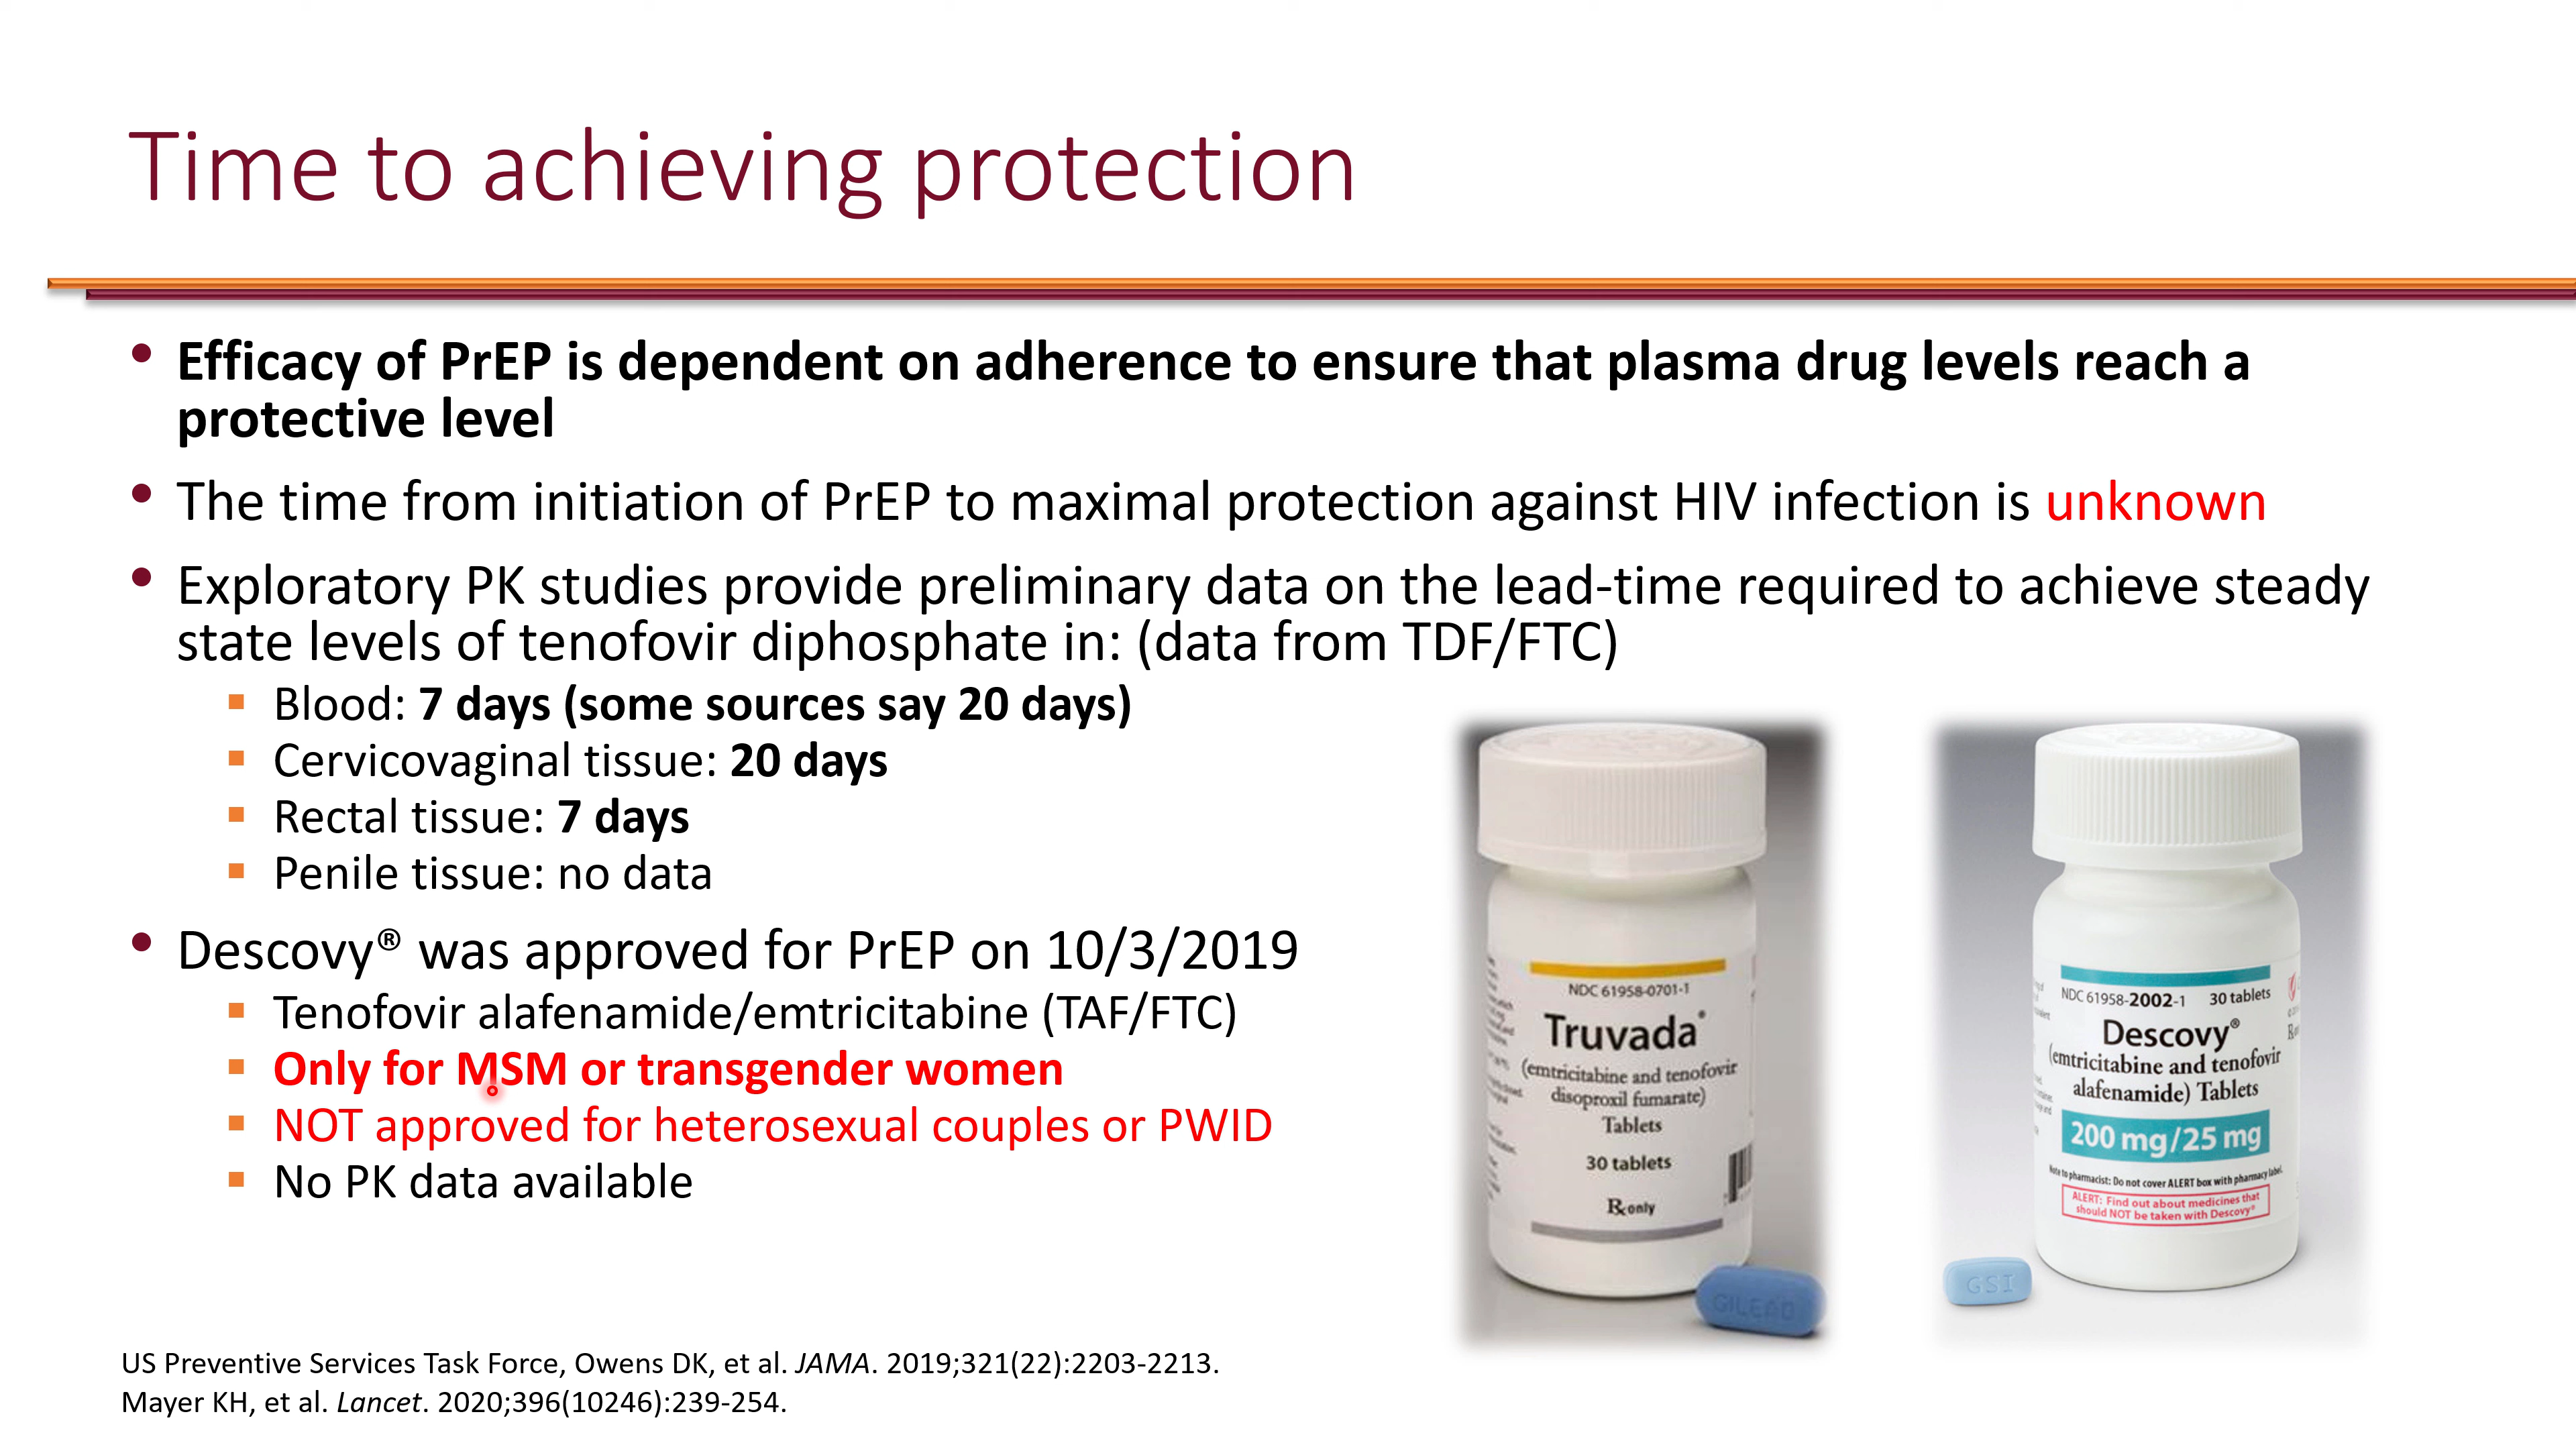 Time to achieving protection
• Efficacy of PrEP is dependent on adherence to ensure that plasma drug levels reach a
protective level
• The time from initiation of PrEP to maximal protection against HIV infection is unknown
• Exploratory PK studies provide preliminary data on the lead-time required to achieve steady
state levels of tenofovir diphosphate in: (data from TDF/FTC)
▪ Blood: 7 days (some sources say 20 days)
▪ Cervicovaginal tissue: 20 days
▪ Rectal tissue: 7 days
▪ Penile tissue: no data
• Descovy® was approved for PrEP on 10/3/2019
▪ Tenofovir alafenamide/emtricitabine (TAF/FTC)
▪ Only for MSM or transgender women
▪ NOT approved for heterosexual couples or PWID
▪ No PK data available
NDC 61958-0701-1
Truvada®
(emtricitabine and tenofovir
disoproxil fumarate)
Tablets
30 tablets
Rx only
GILEAD
NDC 61958-2002-1 30 tablets
Descovy®
(emtricitabine and tenofovir
alafenamide) Tablets
200 mg/25 mg
Note to pharmacist: Do not cover ALERT box with pharmacy label.
ALERT: Find out about medicines that
should NOT be taken with Descovy®
GSI
US Preventive Services Task Force, Owens DK, et al. JAMA. 2019;321(22):2203-2213.
Mayer KH, et al. Lancet. 2020;396(10246):239-254.